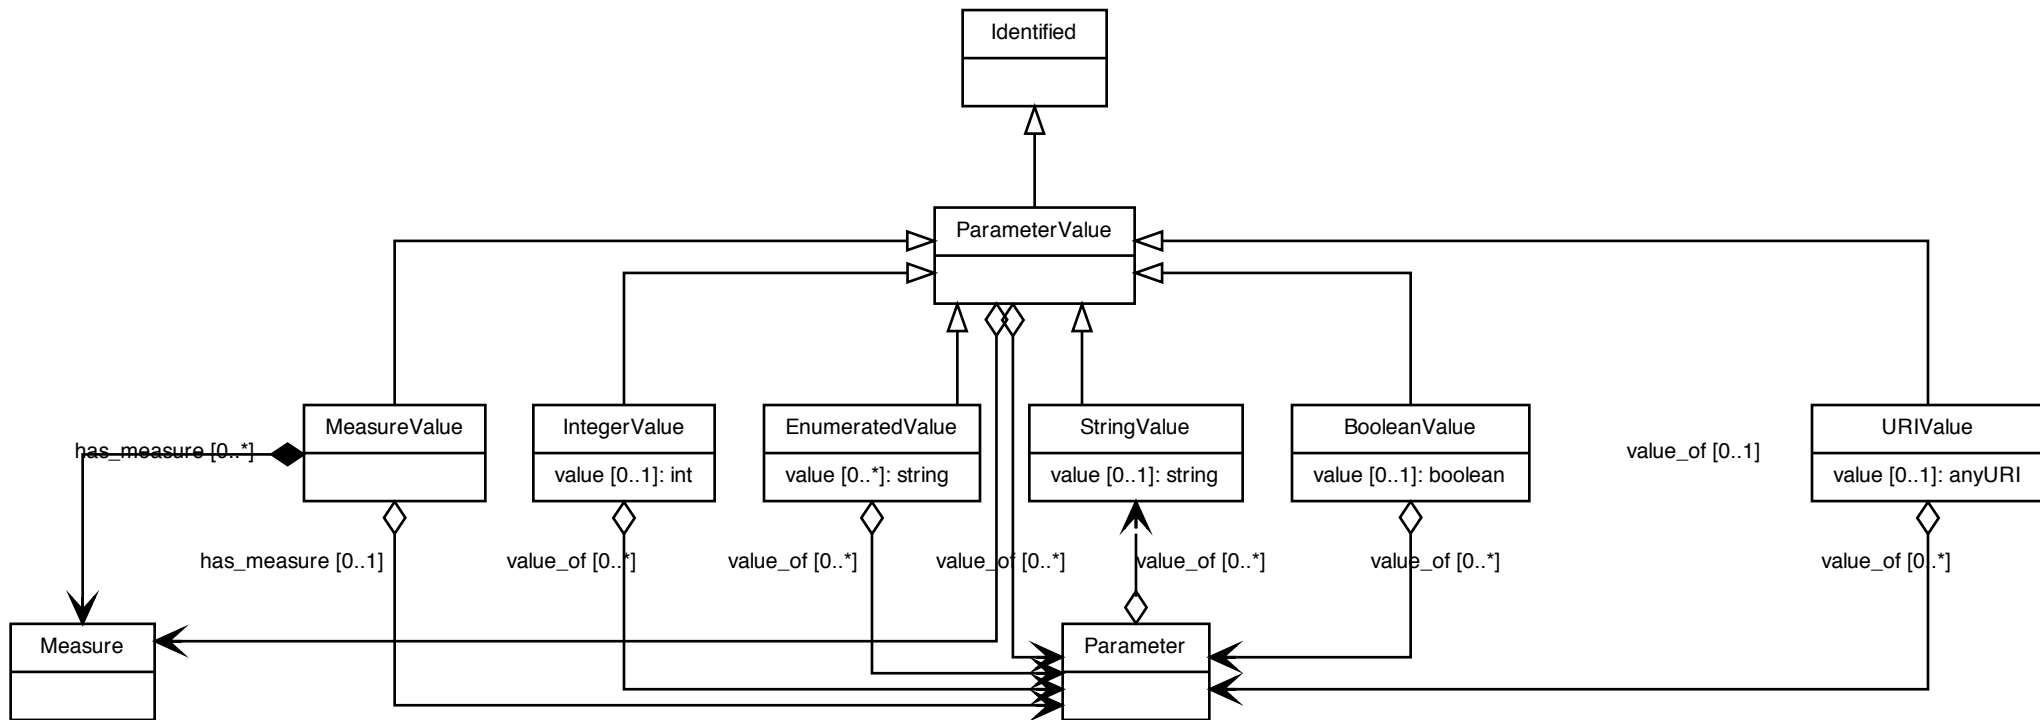 Identified
ParameterValue
MeasureValue
IntegerValue
EnumeratedValue
StringValue
BooleanValue
URIValue
has_measure [0..*]
value_of [0..1]
value [0..1]: int
value [0..*]: string
value [0..1]: string
value [0..1]: boolean
value [0..1]: anyURI
has_measure [0..1]
value_of [0..*]
value_of [0..*]
value_of [0..*]
value_of [0..*]
value_of [0..*]
value_of [0..*]
Measure
Parameter